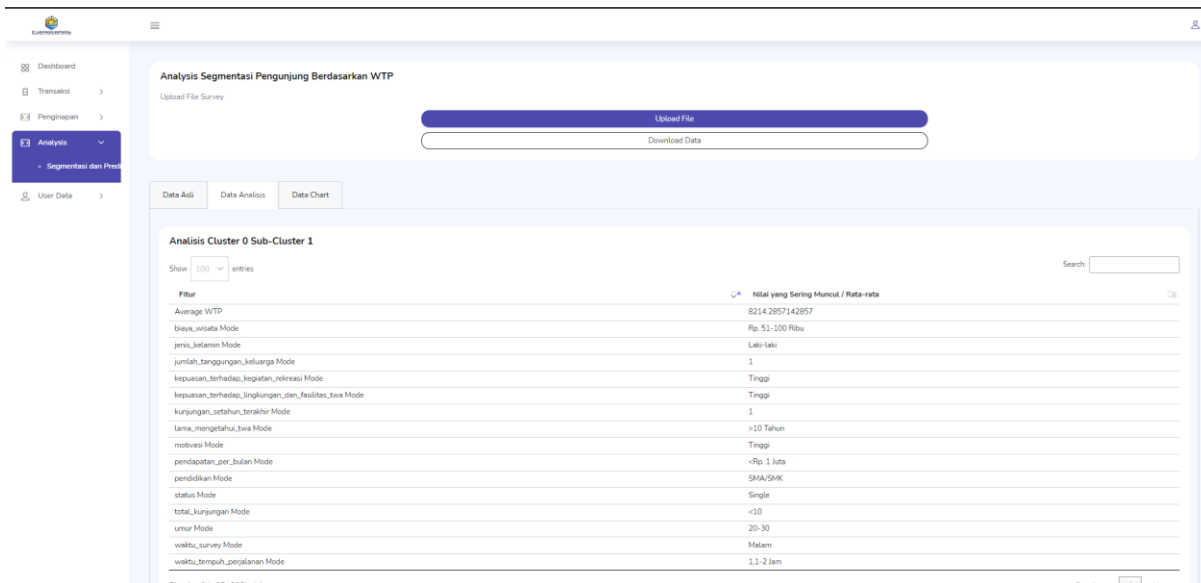 Dashboard
Transaksi
Penginapan
Analysis
Segmentasi dan Predi
User Data
Analysis Segmentasi Pengunjung Berdasarkan WTP
Upload File Survey
Upload File
Download Data
Data Asli Data Analisis Data Chart
Analisis Cluster 0 Sub-Cluster 1
Show 100 entries Search:
Fitur Nilai yang Sering Muncul / Rata-rata
Average WTP 8214.2857142857
biaya_wisata Mode Rp. 51-100 Ribu
jenis_kelamin Mode Laki-laki
jumlah_tanggungan_keluarga Mode 1
kepuasan_terhadap_kegiatan_rekreasi Mode Tinggi
kepuasan_terhadap_lingkungan_dan_fasilitas_twa Mode Tinggi
kunjungan_setahun_terakhir Mode 1
lama_mengetahui_twa Mode >10 Tahun
motivasi Mode Tinggi
pendapatan_per_bulan Mode <Rp. 1 Juta
pendidikan Mode SMA/SMK
status Mode Single
total_kunjungan Mode <10
umur Mode 20-30
waktu_survey Mode Malam
waktu_tempuh_perjalanan Mode 1,1-2 Jam